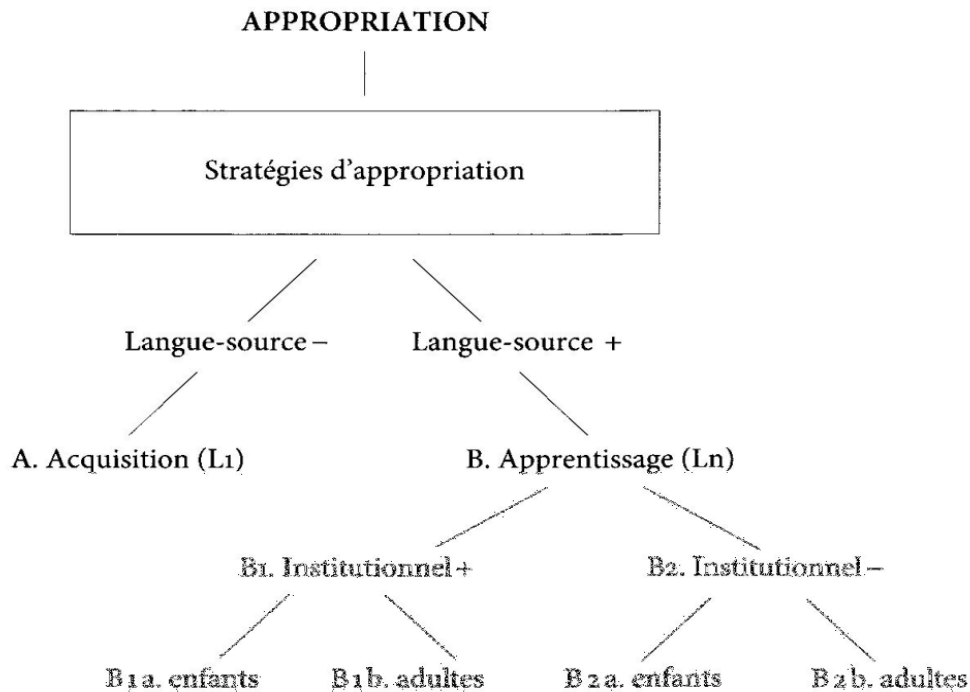 APPROPRIATION
Stratégies d'appropriation
Langue-source – Langue-source +
A. Acquisition (L1) B. Apprentissage (Ln)
B1. Institutionnel + B2. Institutionnel –
B1a. enfants B1b. adultes B2a. enfants B2b. adultes